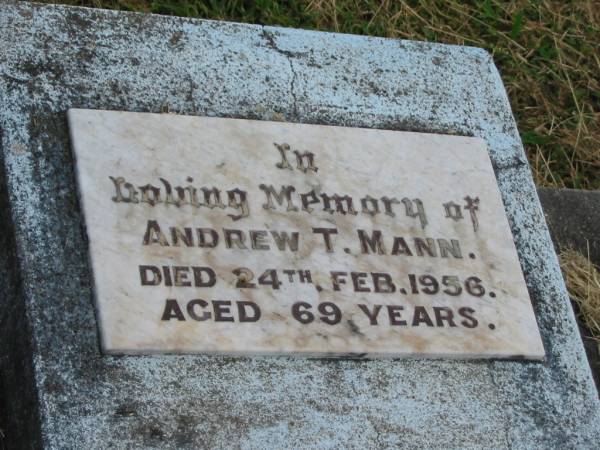 In
Loving Memory of
ANDREW T. MANN.
DIED 24TH. FEB. 1956.
AGED 69 YEARS.